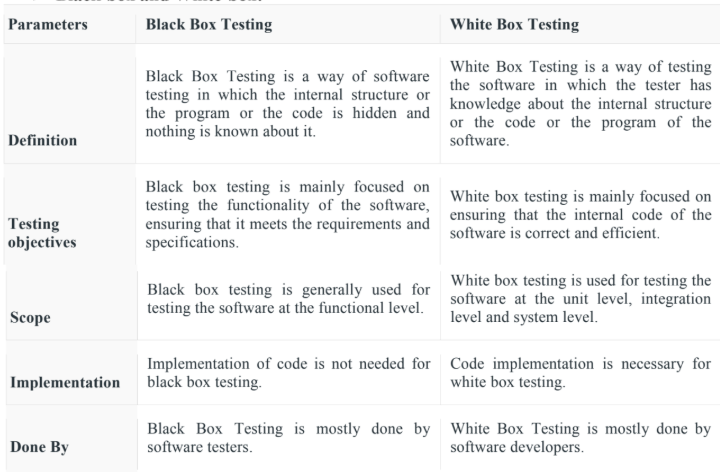 Parameters
Black Box Testing
White Box Testing
Definition
Black Box Testing is a way of software
testing in which the internal structure or
the program or the code is hidden and
nothing is known about it.
White Box Testing is a way of testing
the software in which the tester has
knowledge about the internal structure
or the code or the program of the
software.
Testing
objectives
Black box testing is mainly focused on
testing the functionality of the software,
ensuring that it meets the requirements and
specifications.
White box testing is mainly focused on
ensuring that the internal code of the
software is correct and efficient.
Scope
Black box testing is generally used for
testing the software at the functional level.
White box testing is used for testing the
software at the unit level, integration
level and system level.
Implementation
Implementation of code is not needed for
black box testing.
Code implementation is necessary for
white box testing.
Done By
Black Box Testing is mostly done by
software testers.
White Box Testing is mostly done by
software developers.